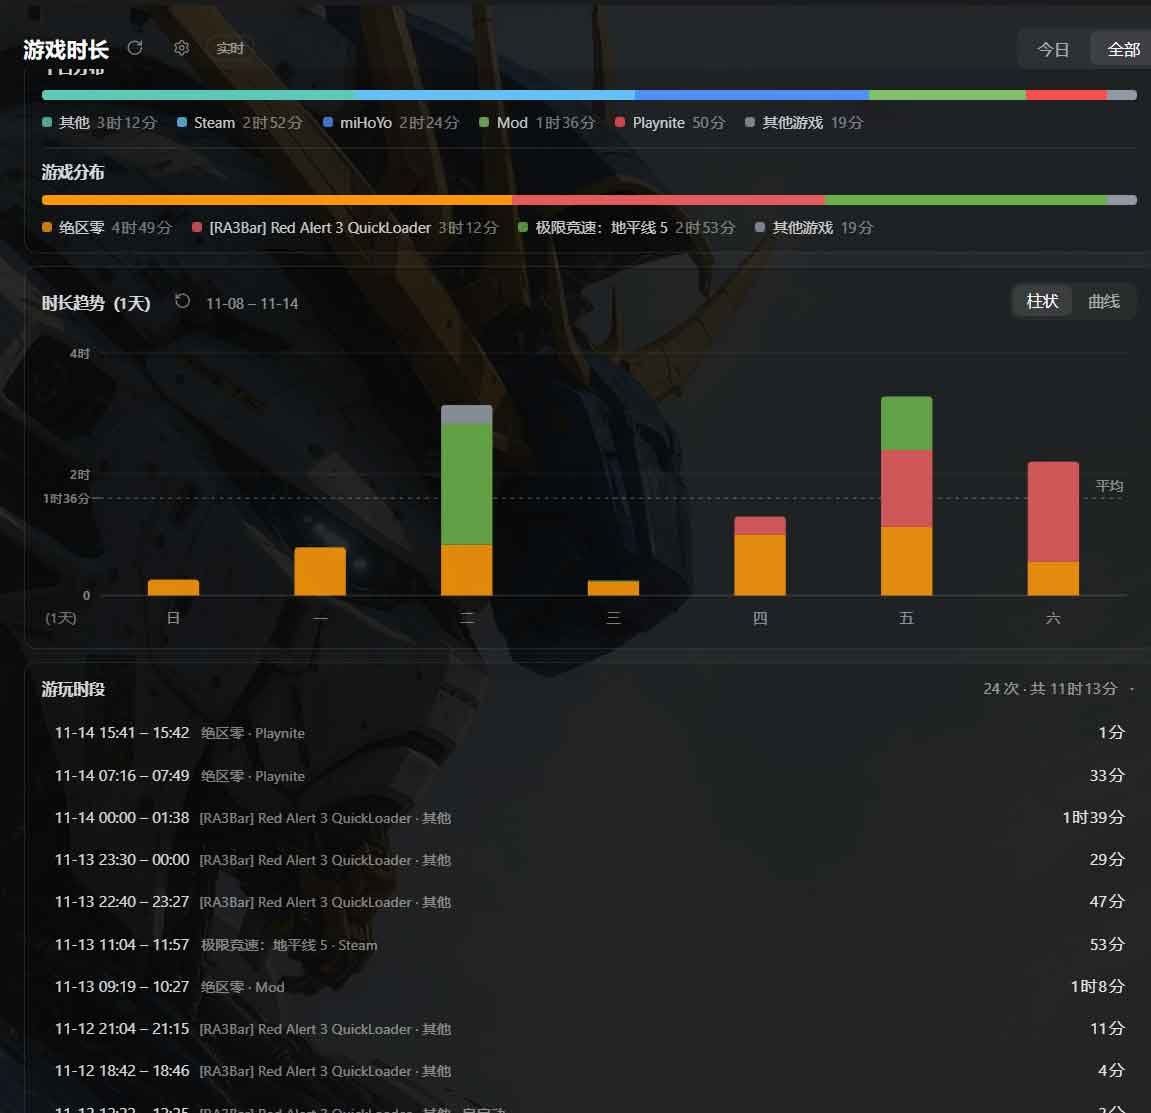 游戏时长 实时 今日 全部
其他 3时12分 Steam 2时52分 miHoYo 2时24分 Mod 1时36分 Playnite 50分 其他游戏 19分
游戏分布
绝区零 4时49分 [RA3Bar] Red Alert 3 QuickLoader 3时12分 极限竞速：地平线 5 2时53分 其他游戏 19分
时长趋势 (1天) 11-08 – 11-14 柱状 曲线
4时
2时
1时36分 平均
0
(1天) 日 一 二 三 四 五 六
游玩时段 24 次 · 共 11时13分 ·
11-14 15:41 – 15:42 绝区零 · Playnite 1分
11-14 07:16 – 07:49 绝区零 · Playnite 33分
11-14 00:00 – 01:38 [RA3Bar] Red Alert 3 QuickLoader · 其他 1时39分
11-13 23:30 – 00:00 [RA3Bar] Red Alert 3 QuickLoader · 其他 29分
11-13 22:40 – 23:27 [RA3Bar] Red Alert 3 QuickLoader · 其他 47分
11-13 11:04 – 11:57 极限竞速：地平线 5 · Steam 53分
11-13 09:19 – 10:27 绝区零 · Mod 1时8分
11-12 21:04 – 21:15 [RA3Bar] Red Alert 3 QuickLoader · 其他 11分
11-12 18:42 – 18:46 [RA3Bar] Red Alert 3 QuickLoader · 其他 4分
[RA3Bar] Red Alert 3 QuickLoader · 其他